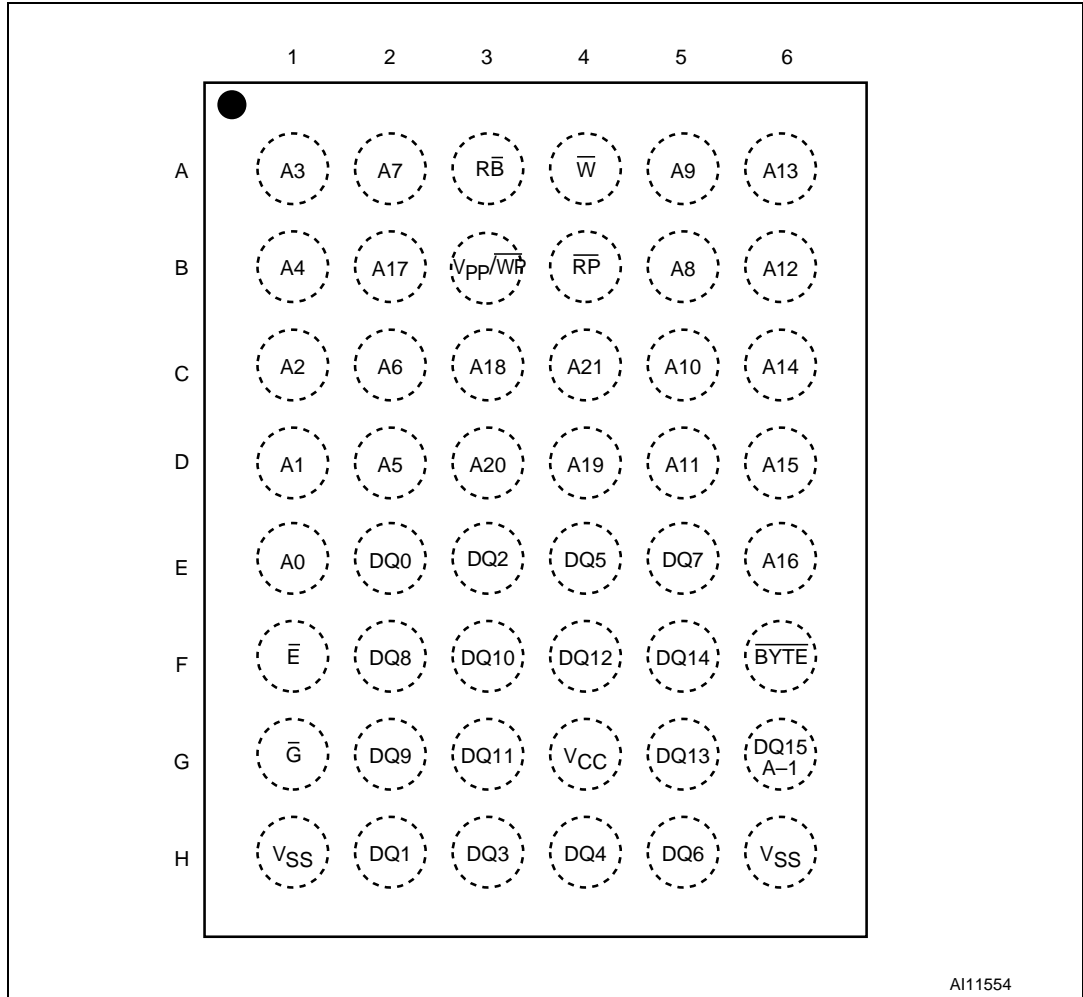 1 2 3 4 5 6
A A3 A7 RB̅ W̅ A9 A13
B A4 A17 VPP/W̅P̅ R̅P̅ A8 A12
C A2 A6 A18 A21 A10 A14
D A1 A5 A20 A19 A11 A15
E A0 DQ0 DQ2 DQ5 DQ7 A16
F E̅ DQ8 DQ10 DQ12 DQ14 B̅Y̅T̅E̅
G G̅ DQ9 DQ11 VCC DQ13 DQ15 A–1
H VSS DQ1 DQ3 DQ4 DQ6 VSS
AI11554